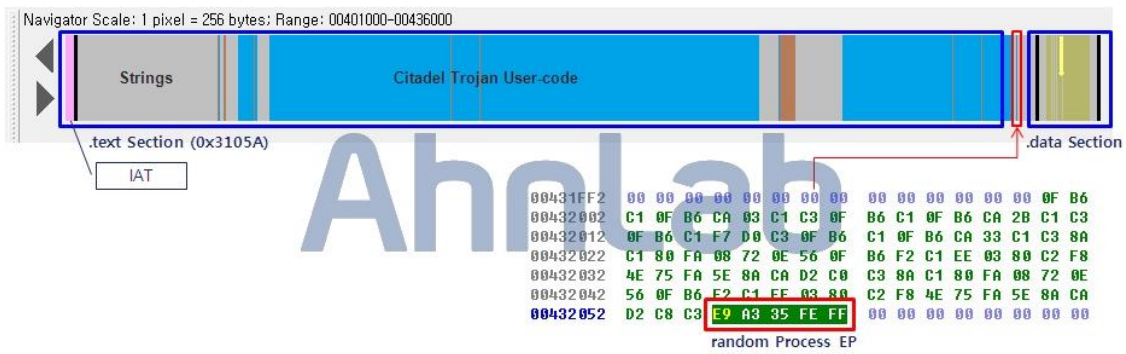 Navigator Scale: 1 pixel = 256 bytes; Range: 00401000-00436000
Strings
Citadel Trojan User-code
.text Section (0x3105A)
.data Section
IAT
AhnLab
00431FF2 00 00 00 00 00 00 00 00 00 00 00 00 00 00 0F B6
00432002 C1 0F B6 CA 03 C1 C3 0F B6 C1 0F B6 CA 2B C1 C3
00432012 0F B6 C1 F7 D0 C3 0F B6 C1 0F B6 CA 33 C1 C3 8A
00432022 C1 80 FA 08 72 0E 56 0F B6 F2 C1 EE 03 80 C2 F8
00432032 4E 75 FA 5E 8A CA D2 C0 C3 8A C1 80 FA 08 72 0E
00432042 56 0F B6 F2 C1 EE 03 80 C2 F8 4E 75 FA 5E 8A CA
00432052 D2 C8 C3 E9 A3 35 FE FF 00 00 00 00 00 00 00 00
random Process EP